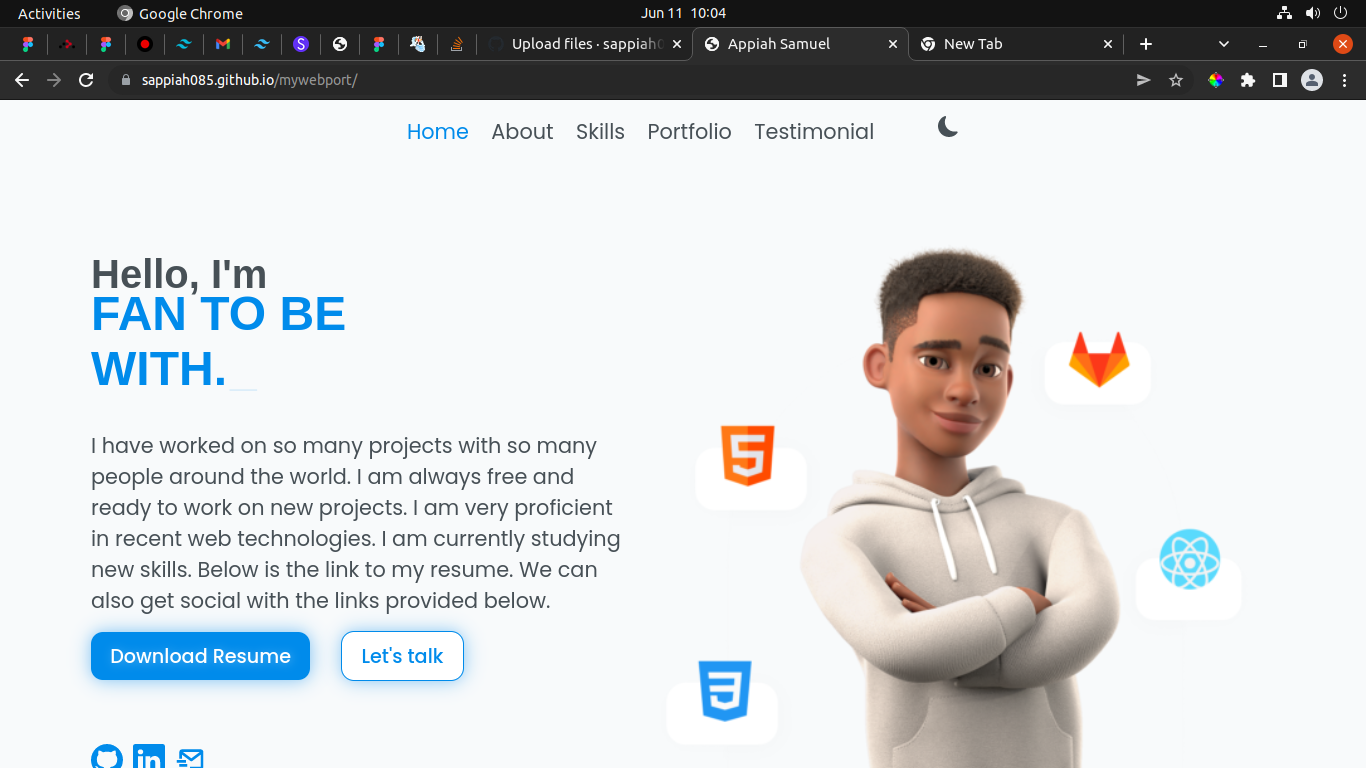 Activities
Google Chrome
Jun 11 10:04
Upload files · sappiah0
Appiah Samuel
New Tab
sappiah085.github.io/mywebport/
Home
About
Skills
Portfolio
Testimonial
Hello, I'm
FAN TO BE
WITH._
I have worked on so many projects with so many
people around the world. I am always free and
ready to work on new projects. I am very proficient
in recent web technologies. I am currently studying
new skills. Below is the link to my resume. We can
also get social with the links provided below.
Download Resume
Let's talk